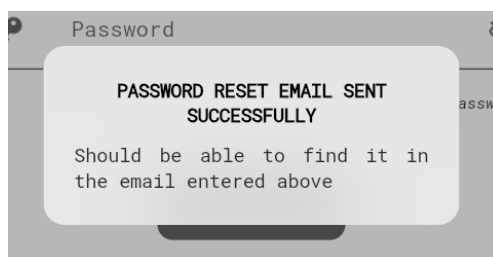 Password
PASSWORD RESET EMAIL SENT
SUCCESSFULLY
Should be able to find it in
the email entered above